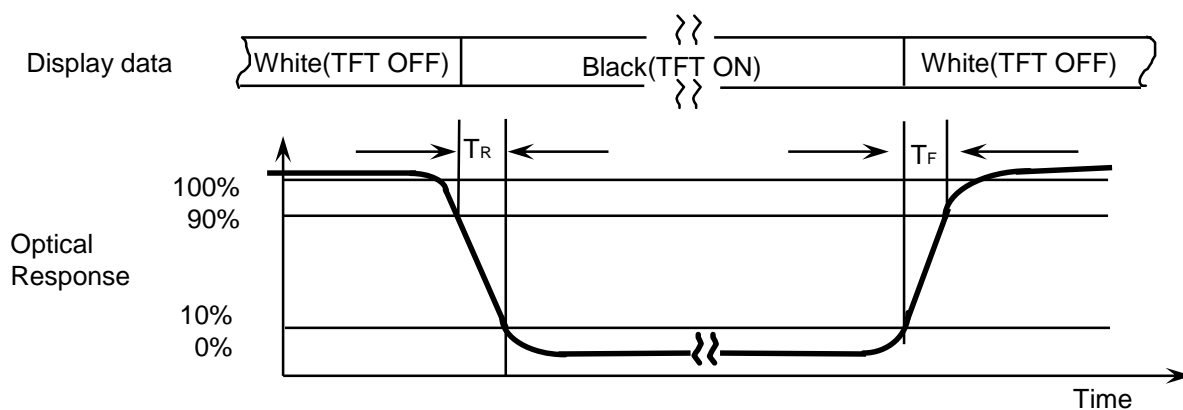 Display data
White(TFT OFF)
Black(TFT ON)
White(TFT OFF)
TR
TF
100%
90%
Optical
Response
10%
0%
Time